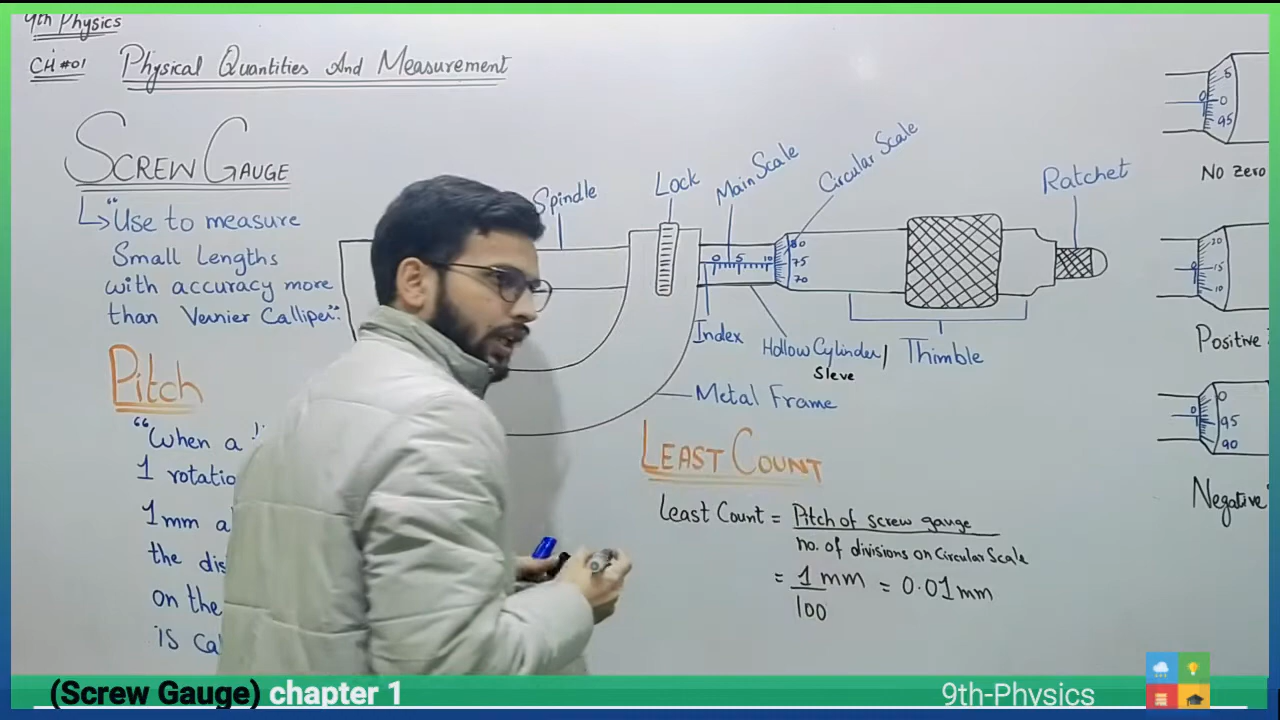 9th Physics
CH #01
Physical Quantities And Measurement
SCREW GAUGE
"Use to measure
Small Lengths
with accuracy more
than Vernier Calliper."
Pitch
"When a
1 rotatio
1mm a
the dis
on the
is ca
Spindle
Lock
Main Scale
Circular Scale
Ratchet
0 5 10
80
75
70
Index
Hollow Cylinder/
Sleve
Thimble
Metal Frame
LEAST COUNT
Least Count = Pitch of screw gauge
no. of divisions on Circular Scale
= 1 mm = 0.01mm
100
5
0 0
95
No zero
20
0 15
10
Positive
0
0 95
90
Negative
(Screw Gauge) chapter 1
9th-Physics